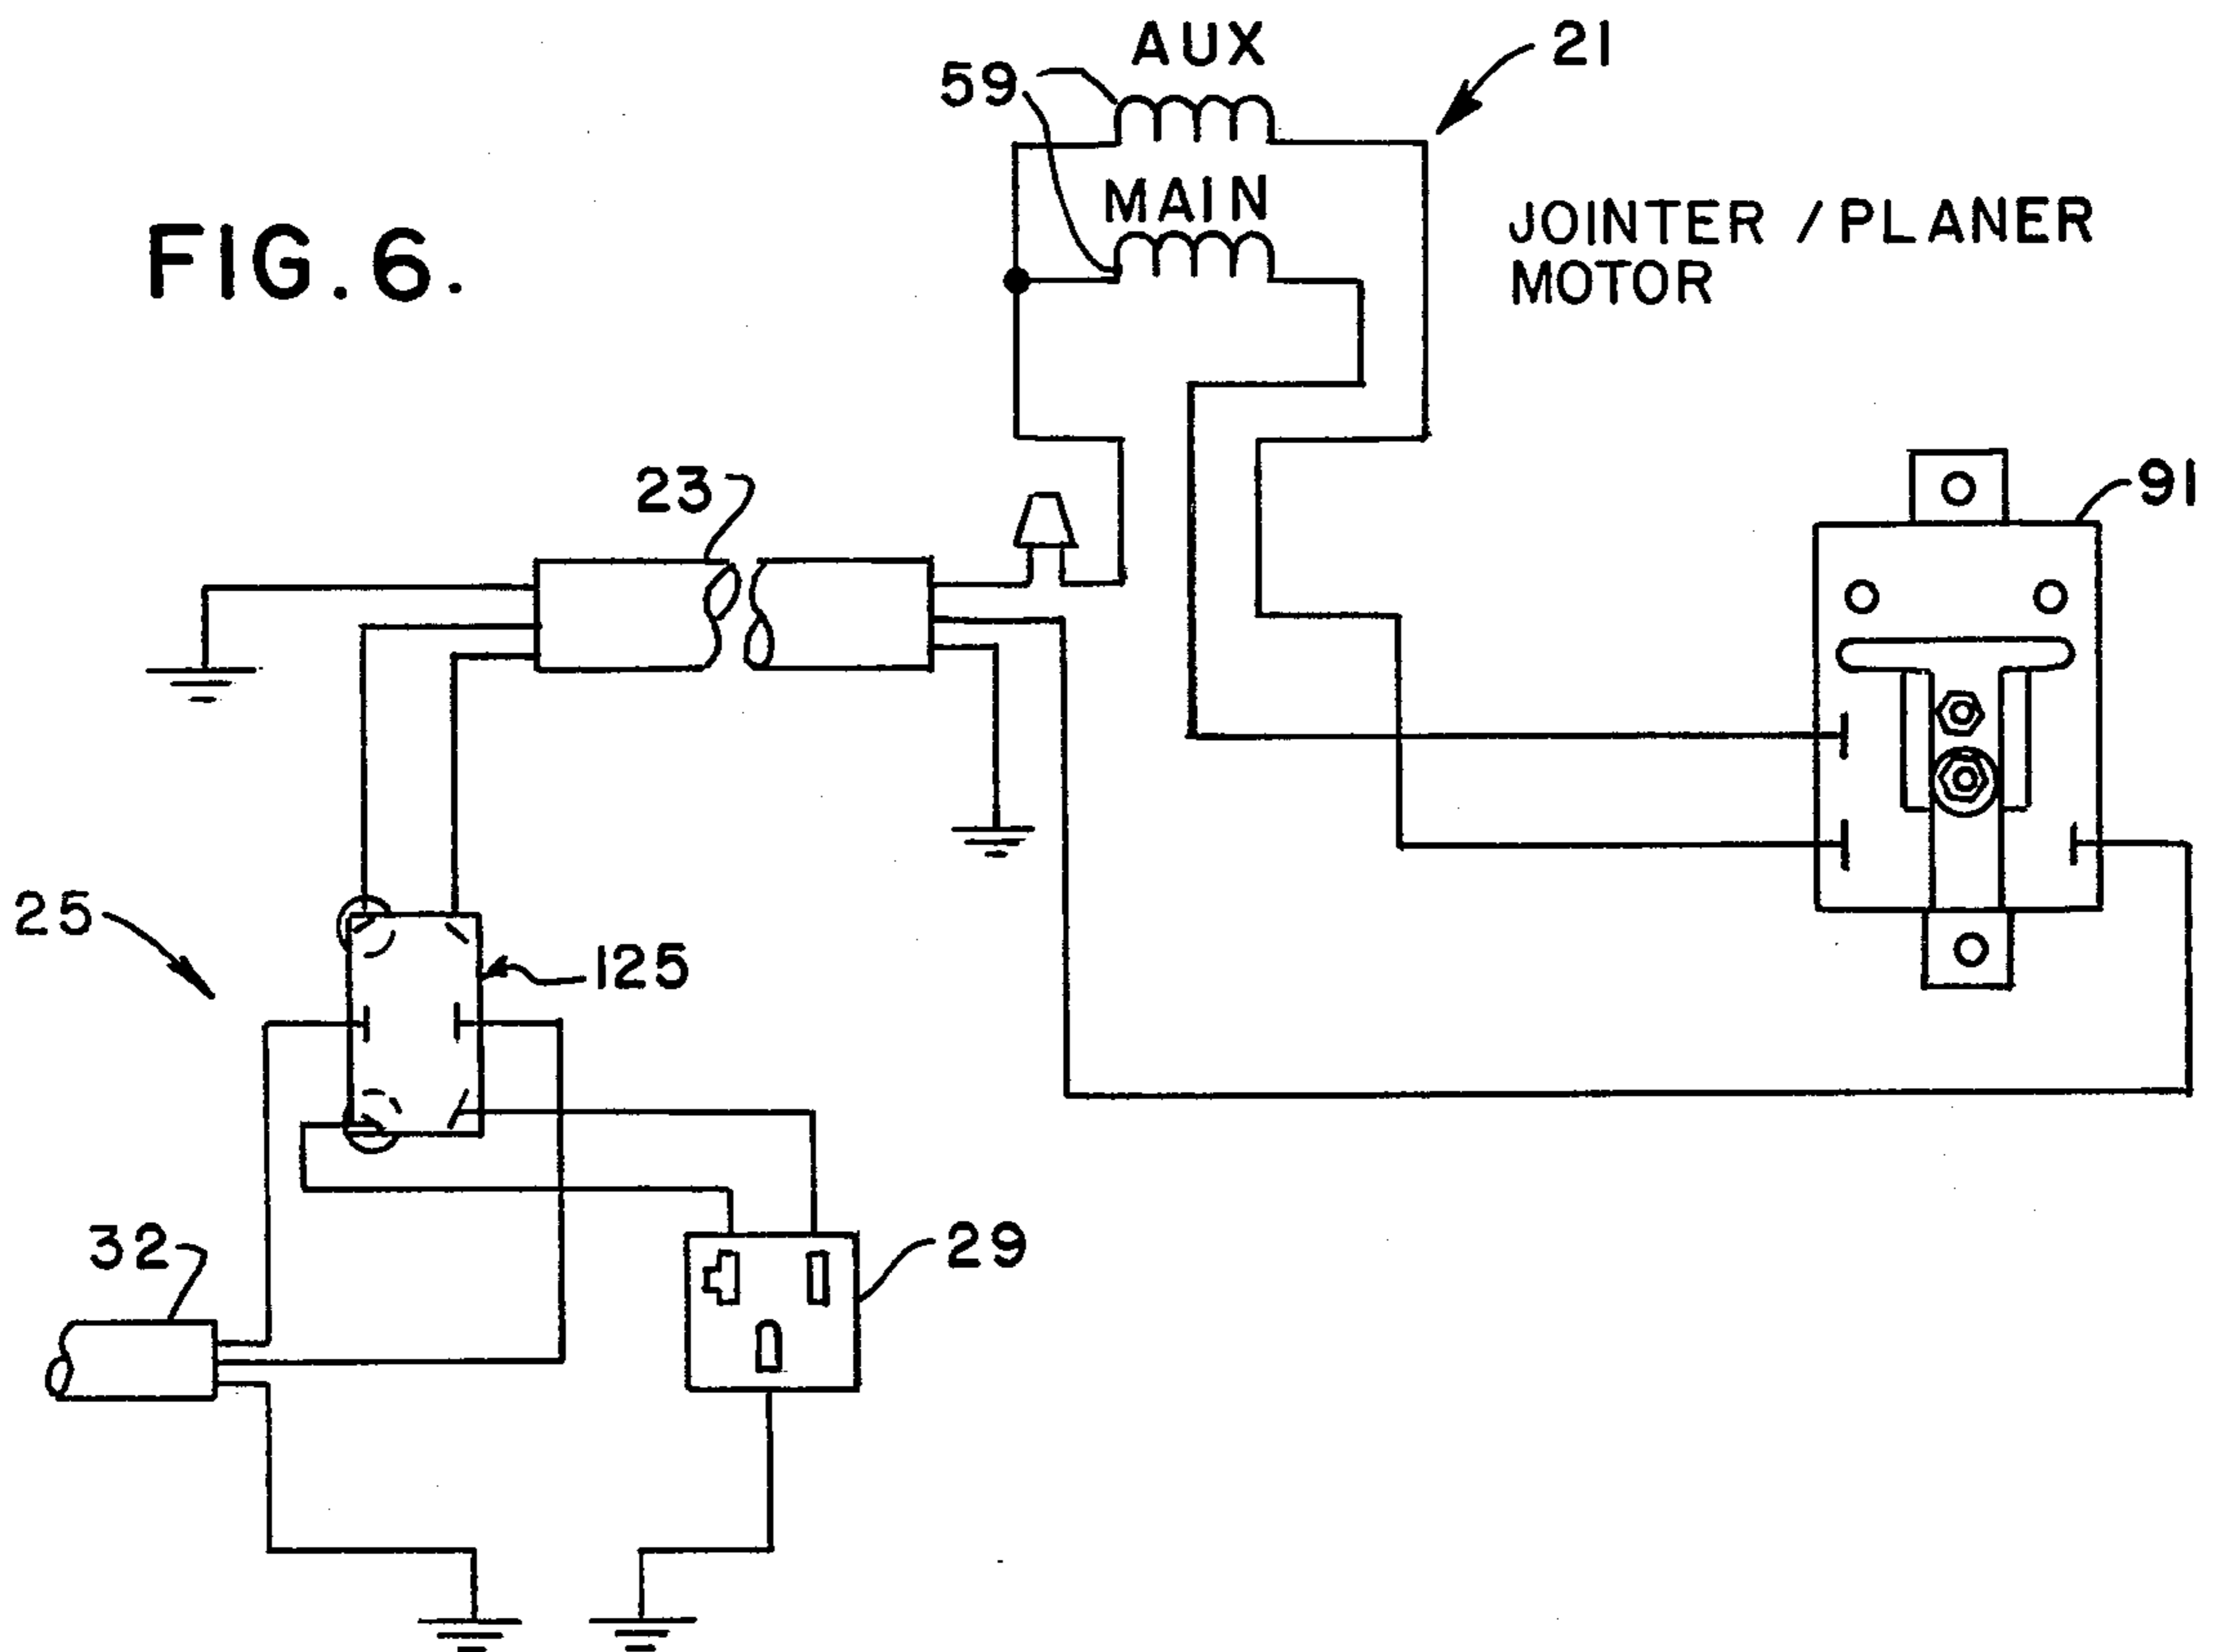 AUX
21
59
MAIN
JOINTER / PLANER
MOTOR
FIG. 6.
23
91
25
125
32
29